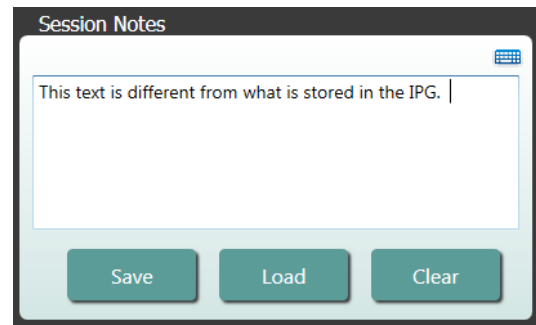 Session Notes
This text is different from what is stored in the IPG.
Save
Load
Clear